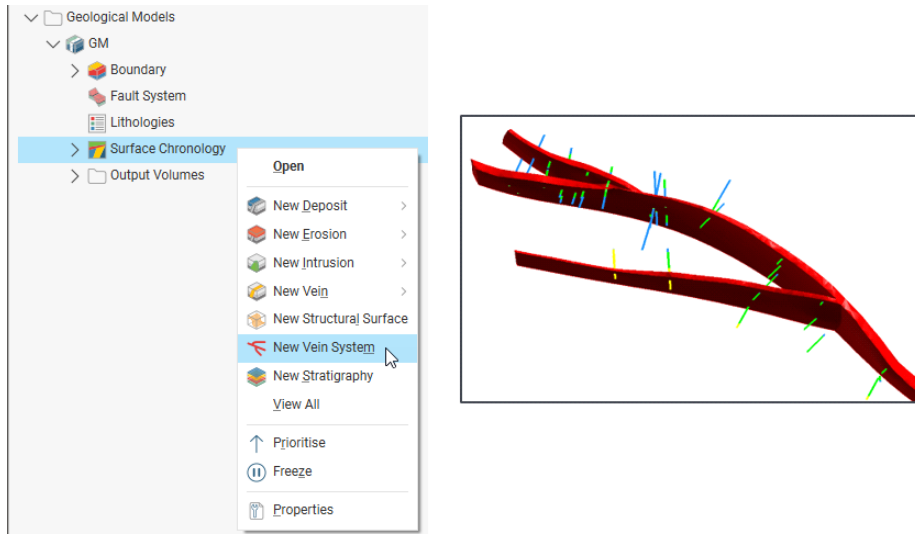 Geological Models
GM
Boundary
Fault System
Lithologies
Surface Chronology
Output Volumes
Open
New Deposit
New Erosion
New Intrusion
New Vein
New Structural Surface
New Vein System
New Stratigraphy
View All
Prioritise
Freeze
Properties